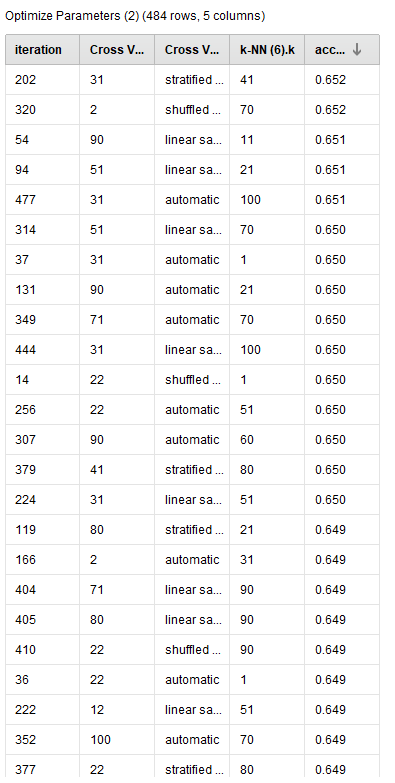 Optimize Parameters (2) (484 rows, 5 columns)
iteration Cross V... Cross V... k-NN (6).k acc...
202 31 stratified ... 41 0.652
320 2 shuffled ... 70 0.652
54 90 linear sa... 11 0.651
94 51 linear sa... 21 0.651
477 31 automatic 100 0.651
314 51 linear sa... 70 0.650
37 31 automatic 1 0.650
131 90 automatic 21 0.650
349 71 automatic 70 0.650
444 31 linear sa... 100 0.650
14 22 shuffled ... 1 0.650
256 22 automatic 51 0.650
307 90 automatic 60 0.650
379 41 stratified ... 80 0.650
224 31 linear sa... 51 0.650
119 80 stratified ... 21 0.649
166 2 automatic 31 0.649
404 71 linear sa... 90 0.649
405 80 linear sa... 90 0.649
410 22 shuffled ... 90 0.649
36 22 automatic 1 0.649
222 12 linear sa... 51 0.649
352 100 automatic 70 0.649
377 22 stratified ... 80 0.649